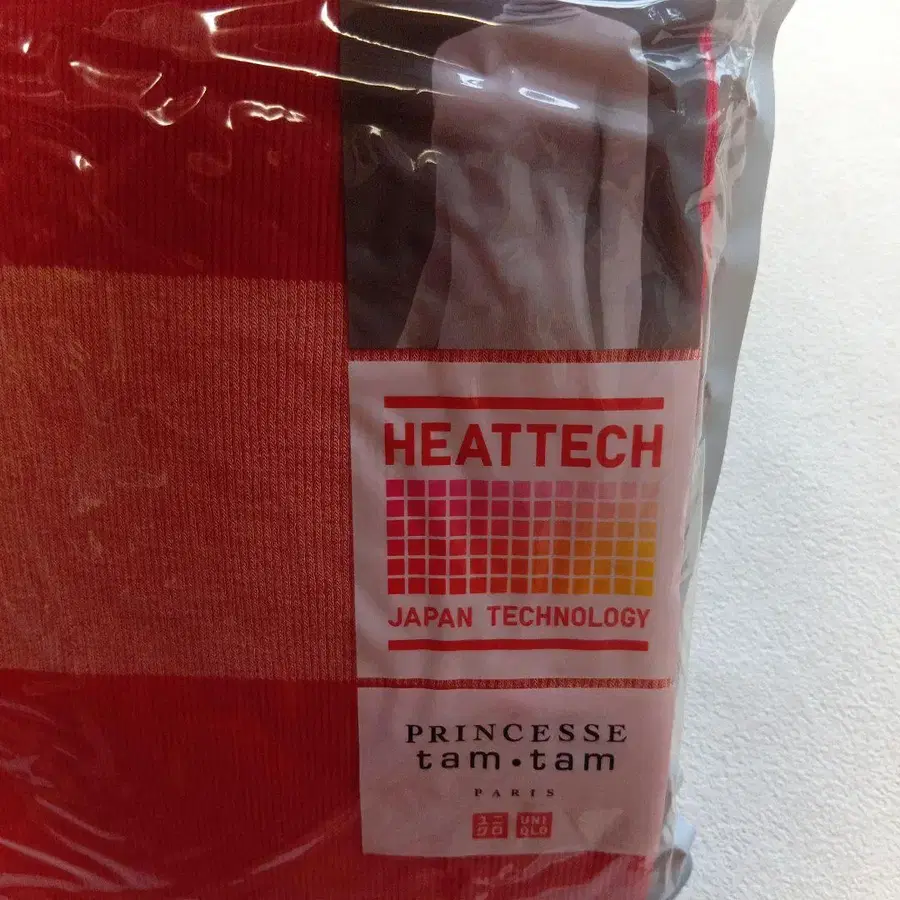 HEATTECH
JAPAN TECHNOLOGY
PRINCESSE
tam•tam
PARIS
ユニ UNI
クロ QLO